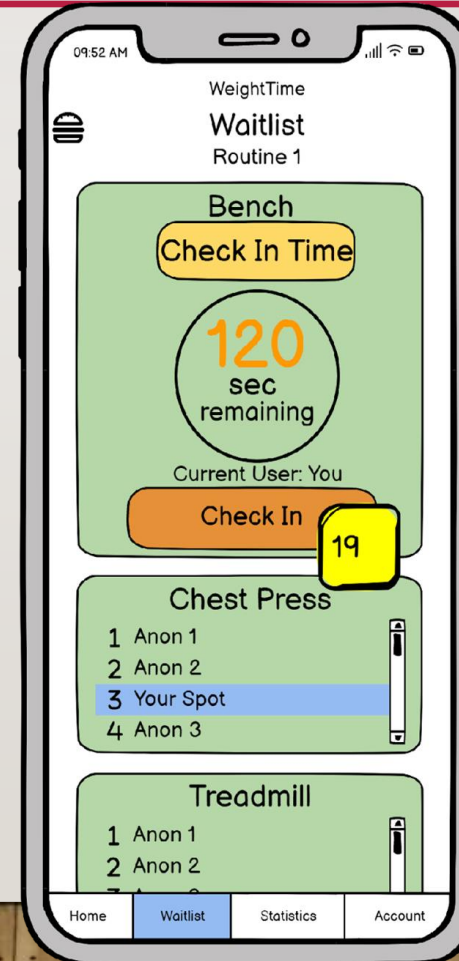 09:52 AM
WeightTime
Waitlist
Routine 1
Bench
Check In Time
120
sec
remaining
Current User: You
Check In
19
Chest Press
1 Anon 1
2 Anon 2
3 Your Spot
4 Anon 3
Treadmill
1 Anon 1
2 Anon 2
Home Waitlist Statistics Account